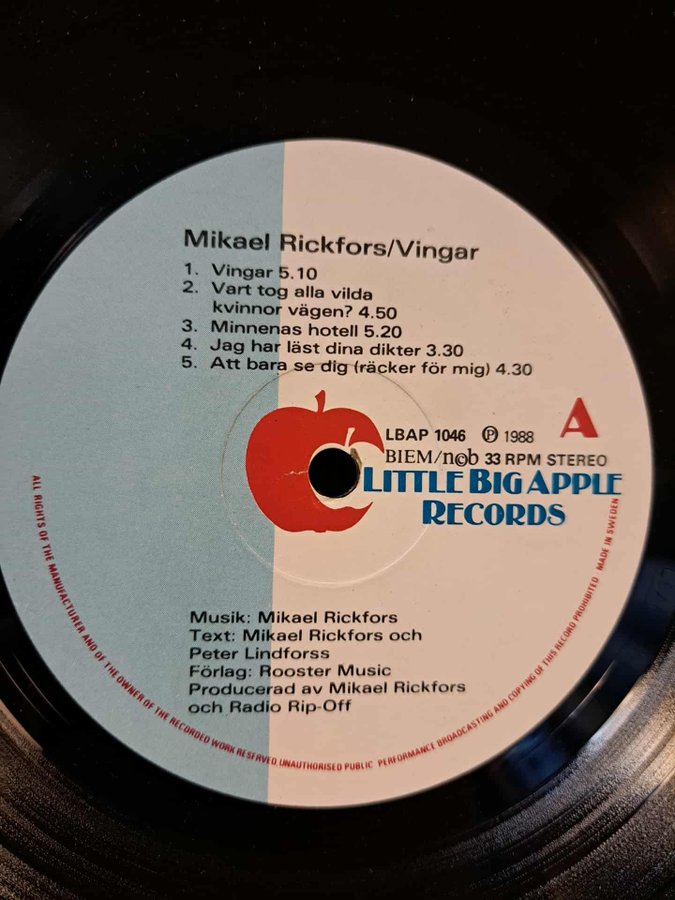 Mikael Rickfors/Vingar
1. Vingar 5.10
2. Vart tog alla vilda
kvinnor vägen? 4.50
3. Minnenas hotell 5.20
4. Jag har läst dina dikter 3.30
5. Att bara se dig (räcker för mig) 4.30
LBAP 1046 Ⓟ 1988 A
BIEM/n©b 33 RPM STEREO
LITTLE BIG APPLE
RECORDS
Musik: Mikael Rickfors
Text: Mikael Rickfors och
Peter Lindforss
Förlag: Rooster Music
Producerad av Mikael Rickfors
och Radio Rip-Off
ALL RIGHTS OF THE MANUFACTURER AND OF THE OWNER OF THE RECORDED WORK RESERVED. UNAUTHORISED PUBLIC PERFORMANCE BROADCASTING AND COPYING OF THIS RECORD PROHIBITED MADE IN SWEDEN